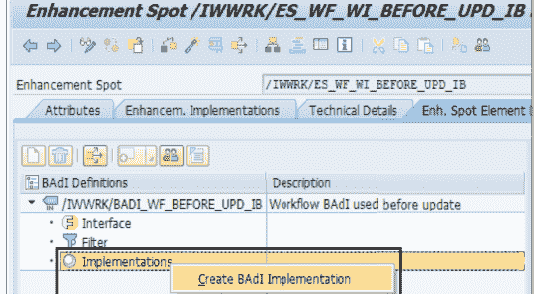 Enhancement Spot /IWWRK/ES_WF_WI_BEFORE_UPD_IB
Enhancement Spot
/IWWRK/ES_WF_WI_BEFORE_UPD_IB
Attributes
Enhancem. Implementations
Technical Details
Enh. Spot Element
BAdI Definitions
Description
/IWWRK/BADI_WF_BEFORE_UPD_IB
Workflow BAdI used before update
Interface
Filter
Implementations
Create BAdI Implementation